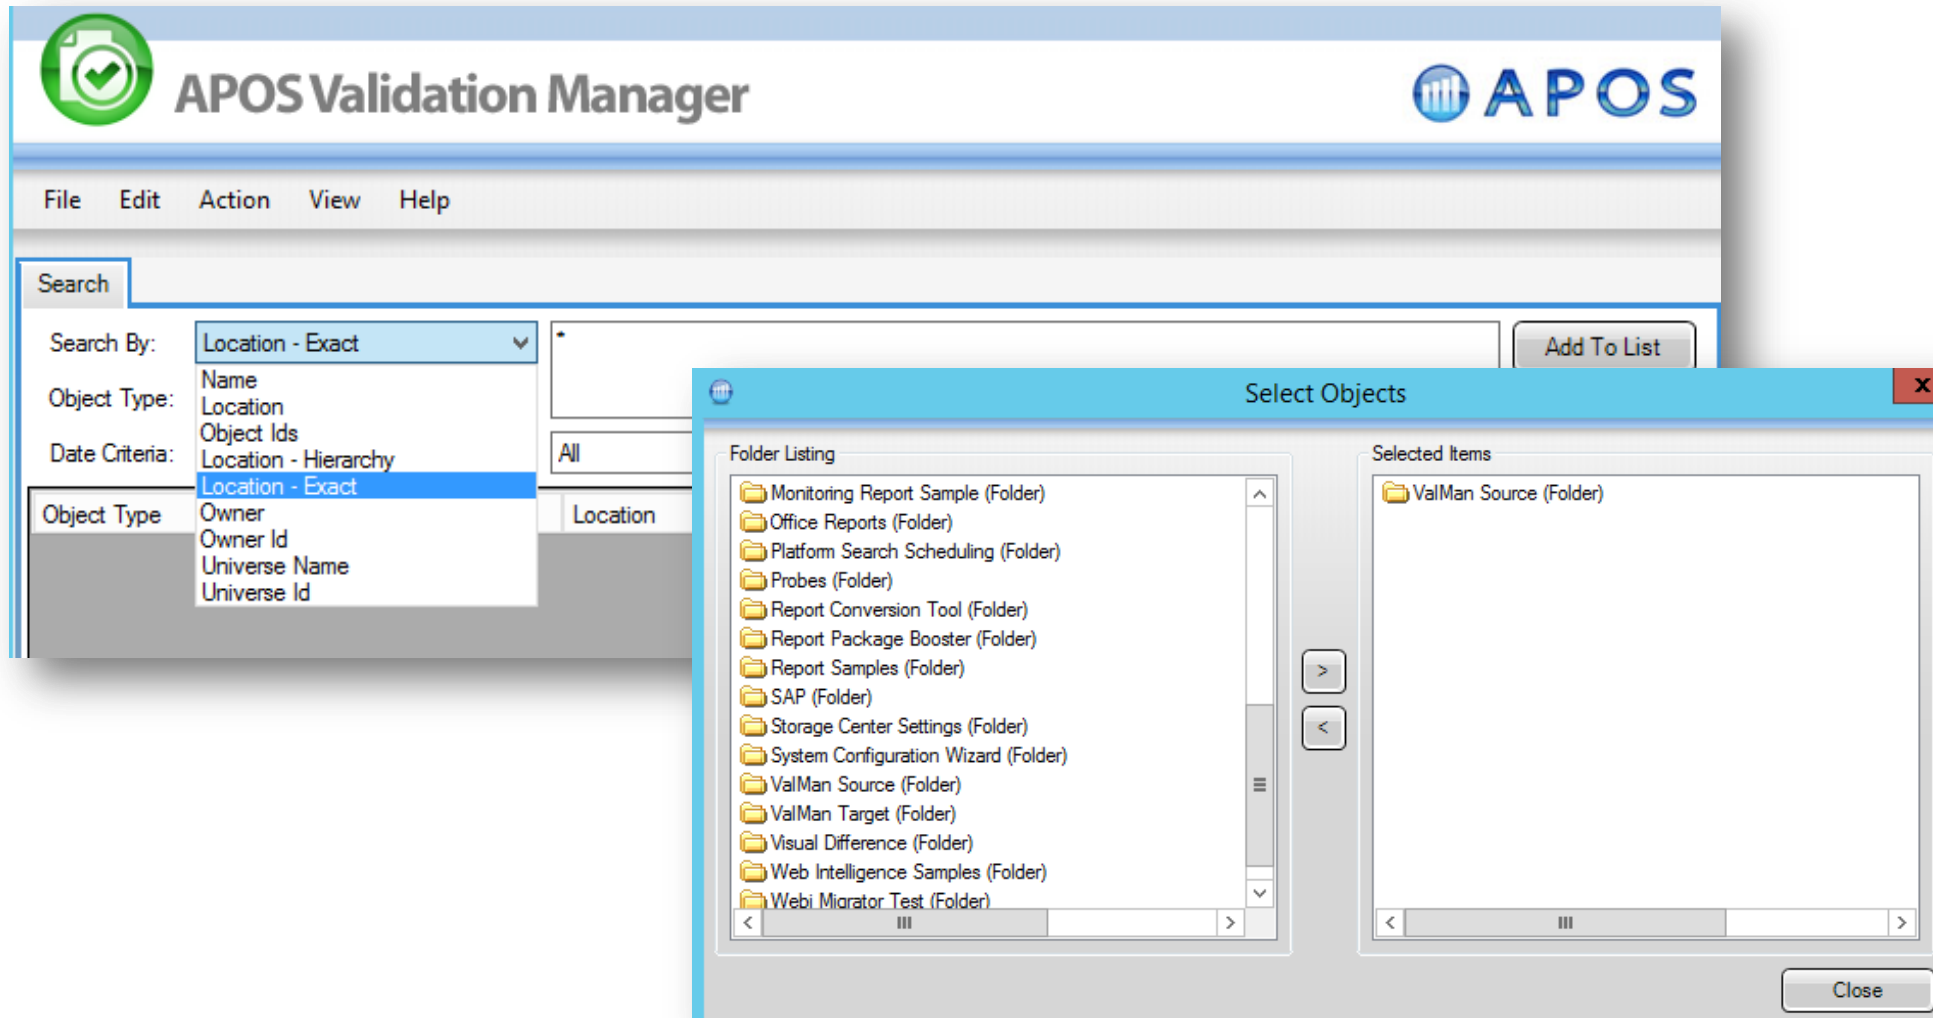 APOS Validation Manager
APOS
File Edit Action View Help
Search
Search By: Location - Exact * Add To List
Object Type:
Date Criteria: All
Name
Location
Object Ids
Location - Hierarchy
Location - Exact
Owner
Owner Id
Universe Name
Universe Id
Object Type Location
Select Objects x
Folder Listing
Monitoring Report Sample (Folder)
Office Reports (Folder)
Platform Search Scheduling (Folder)
Probes (Folder)
Report Conversion Tool (Folder)
Report Package Booster (Folder)
Report Samples (Folder)
SAP (Folder)
Storage Center Settings (Folder)
System Configuration Wizard (Folder)
ValMan Source (Folder)
ValMan Target (Folder)
Visual Difference (Folder)
Web Intelligence Samples (Folder)
Webi Migrator Test (Folder)
>
<
Selected Items
ValMan Source (Folder)
Close